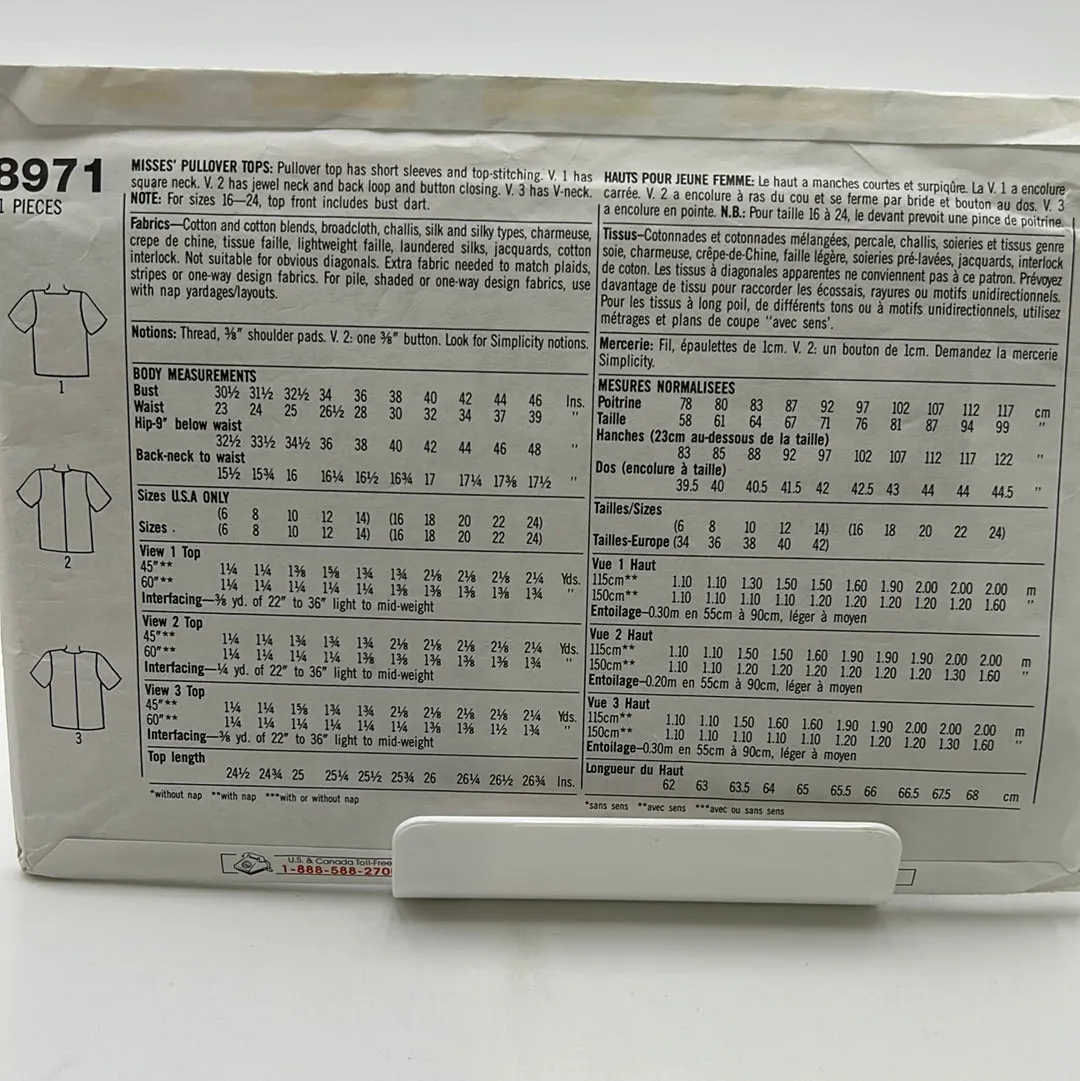 8971
1 PIECES
MISSES' PULLOVER TOPS: Pullover top has short sleeves and top-stitching. V. 1 has
square neck. V. 2 has jewel neck and back loop and button closing. V. 3 has V-neck.
NOTE: For sizes 16—24, top front includes bust dart.
Fabrics—Cotton and cotton blends, broadcloth, challis, silk and silky types, charmeuse,
crepe de chine, tissue faille, lightweight faille, laundered silks, jacquards, cotton
interlock. Not suitable for obvious diagonals. Extra fabric needed to match plaids,
stripes or one-way design fabrics. For pile, shaded or one-way design fabrics, use
with nap yardages/layouts.
Notions: Thread, ⅜" shoulder pads. V. 2: one ⅜" button. Look for Simplicity notions.
BODY MEASUREMENTS
Bust 30½ 31½ 32½ 34 36 38 40 42 44 46 Ins.
Waist 23 24 25 26½ 28 30 32 34 37 39 "
Hip-9" below waist
32½ 33½ 34½ 36 38 40 42 44 46 48 "
Back-neck to waist
15½ 15¾ 16 16¼ 16½ 16¾ 17 17¼ 17⅜ 17½ "
Sizes U.S.A ONLY
(6 8 10 12 14) (16 18 20 22 24)
Sizes . (6 8 10 12 14) (16 18 20 22 24)
View 1 Top
45"** 1¼ 1¼ 1⅜ 1⅝ 1¾ 1¾ 2⅛ 2⅛ 2⅛ 2¼ Yds.
60"** 1¼ 1¼ 1¼ 1¼ 1¼ 1⅜ 1⅜ 1⅜ 1⅜ 1¾ "
Interfacing—⅜ yd. of 22" to 36" light to mid-weight
View 2 Top
45"** 1¼ 1¼ 1¾ 1¾ 1¾ 2⅛ 2⅛ 2⅛ 2⅛ 2¼ Yds.
60"** 1¼ 1¼ 1¼ 1¼ 1⅜ 1⅜ 1⅜ 1⅜ 1⅜ 1¾ "
Interfacing—¼ yd. of 22" to 36" light to mid-weight
View 3 Top
45"** 1¼ 1¼ 1⅝ 1¾ 1¾ 2⅛ 2⅛ 2⅛ 2⅛ 2¼ Yds.
60"** 1¼ 1¼ 1¼ 1¼ 1¼ 1¼ 1⅜ 1⅜ 1½ 1¾ "
Interfacing—⅜ yd. of 22" to 36" light to mid-weight
Top length
24½ 24¾ 25 25¼ 25½ 25¾ 26 26¼ 26½ 26¾ Ins.
*without nap **with nap ***with or without nap
HAUTS POUR JEUNE FEMME: Le haut a manches courtes et surpiqûre. La V. 1 a encolure
carrée. V. 2 a encolure à ras du cou et se ferme par bride et bouton au dos. V. 3
a encolure en pointe. N.B.: Pour taille 16 à 24, le devant prevoit une pince de poitrine.
Tissus—Cotonnades et cotonnades mélangées, percale, challis, soieries et tissus genre
soie, charmeuse, crêpe-de-Chine, faille légère, soieries pré-lavées, jacquards, interlock
de coton. Les tissus à diagonales apparentes ne conviennent pas à ce patron. Prévoyez
davantage de tissu pour raccorder les écossais, rayures ou motifs unidirectionnels.
Pour les tissus à long poil, de différents tons ou à motifs unidirectionnels, utilisez
métrages et plans de coupe "avec sens'.
Mercerie: Fil, épaulettes de 1cm. V. 2: un bouton de 1cm. Demandez la mercerie
Simplicity.
MESURES NORMALISEES
Poitrine 78 80 83 87 92 97 102 107 112 117 cm
Taille 58 61 64 67 71 76 81 87 94 99 "
Hanches (23cm au-dessous de la taille)
83 85 88 92 97 102 107 112 117 122 "
Dos (encolure à taille)
39.5 40 40.5 41.5 42 42.5 43 44 44 44.5 "
Tailles/Sizes
(6 8 10 12 14) (16 18 20 22 24)
Tailles-Europe (34 36 38 40 42)
Vue 1 Haut
115cm** 1.10 1.10 1.30 1.50 1.50 1.60 1.90 2.00 2.00 2.00 m
150cm** 1.10 1.10 1.10 1.10 1.20 1.20 1.20 1.20 1.20 1.60 "
Entoilage–0.30m en 55cm à 90cm, léger à moyen
Vue 2 Haut
115cm** 1.10 1.10 1.50 1.50 1.60 1.90 1.90 1.90 2.00 2.00 m
150cm** 1.10 1.10 1.20 1.20 1.20 1.20 1.20 1.20 1.30 1.60 "
Entoilage–0.20m en 55cm à 90cm, léger à moyen
Vue 3 Haut
115cm** 1.10 1.10 1.50 1.60 1.60 1.90 1.90 2.00 2.00 2.00 m
150cm** 1.10 1.10 1.10 1.10 1.10 1.20 1.20 1.20 1.30 1.60 "
Entoilage–0.30m en 55cm à 90cm, léger à moyen
Longueur du Haut
62 63 63.5 64 65 65.5 66 66.5 67.5 68 cm
*sans sens **avec sens ***avec ou sans sens
1
2
3
U.S. & Canada Toll-Free
1-888-588-270